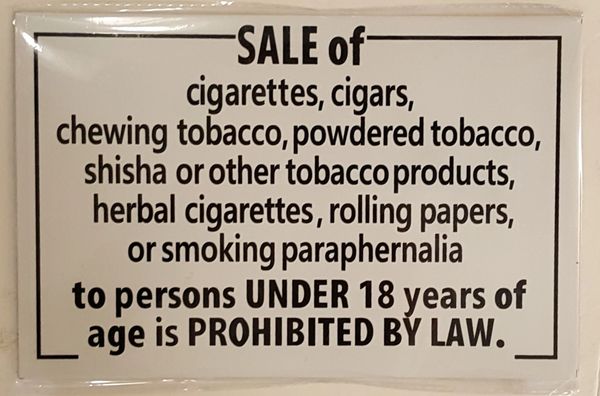 SALE of
cigarettes, cigars,
chewing tobacco, powdered tobacco,
shisha or other tobacco products,
herbal cigarettes, rolling papers,
or smoking paraphernalia
to persons UNDER 18 years of
age is PROHIBITED BY LAW.